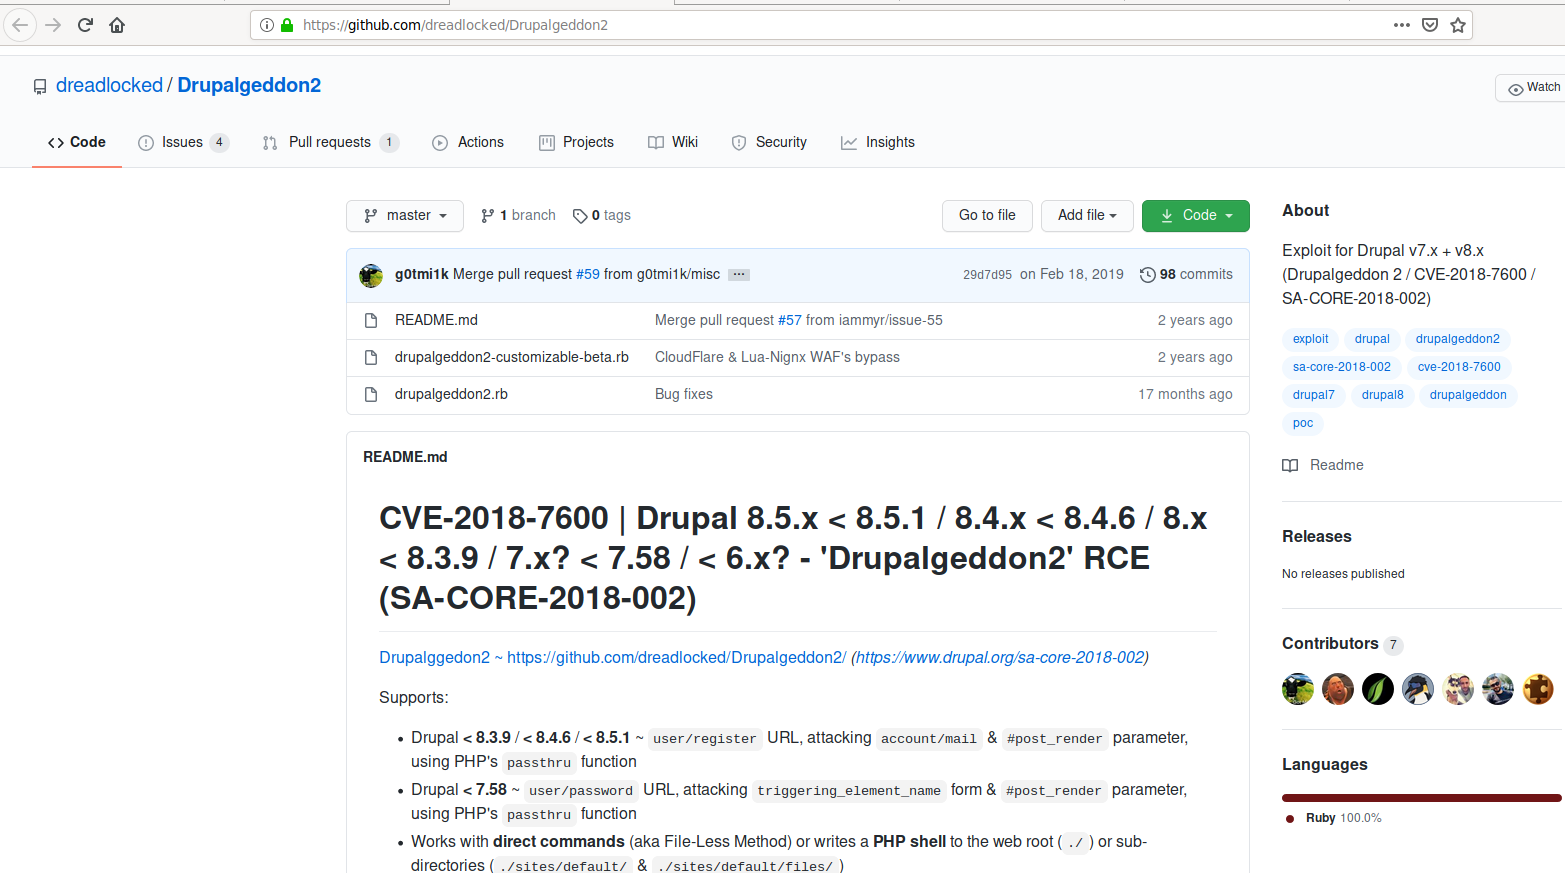 https://github.com/dreadlocked/Drupalgeddon2
dreadlocked / Drupalgeddon2
Watch
Code Issues 4 Pull requests 1 Actions Projects Wiki Security Insights
master 1 branch 0 tags Go to file Add file Code
g0tmi1k Merge pull request #59 from g0tmi1k/misc ... 29d7d95 on Feb 18, 2019 98 commits
README.md Merge pull request #57 from iammyr/issue-55 2 years ago
drupalgeddon2-customizable-beta.rb CloudFlare & Lua-Nignx WAF's bypass 2 years ago
drupalgeddon2.rb Bug fixes 17 months ago
README.md
CVE-2018-7600 | Drupal 8.5.x < 8.5.1 / 8.4.x < 8.4.6 / 8.x
< 8.3.9 / 7.x? < 7.58 / < 6.x? - 'Drupalgeddon2' RCE
(SA-CORE-2018-002)
Drupalggedon2 ~ https://github.com/dreadlocked/Drupalgeddon2/ (https://www.drupal.org/sa-core-2018-002)
Supports:
• Drupal < 8.3.9 / < 8.4.6 / < 8.5.1 ~ user/register URL, attacking account/mail & #post_render parameter,
using PHP's passthru function
• Drupal < 7.58 ~ user/password URL, attacking triggering_element_name form & #post_render parameter,
using PHP's passthru function
• Works with direct commands (aka File-Less Method) or writes a PHP shell to the web root ( ./ ) or sub-
directories ( ./sites/default/ & ./sites/default/files/ )
About
Exploit for Drupal v7.x + v8.x
(Drupalgeddon 2 / CVE-2018-7600 /
SA-CORE-2018-002)
exploit drupal drupalgeddon2
sa-core-2018-002 cve-2018-7600
drupal7 drupal8 drupalgeddon
poc
Readme
Releases
No releases published
Contributors 7
Languages
Ruby 100.0%